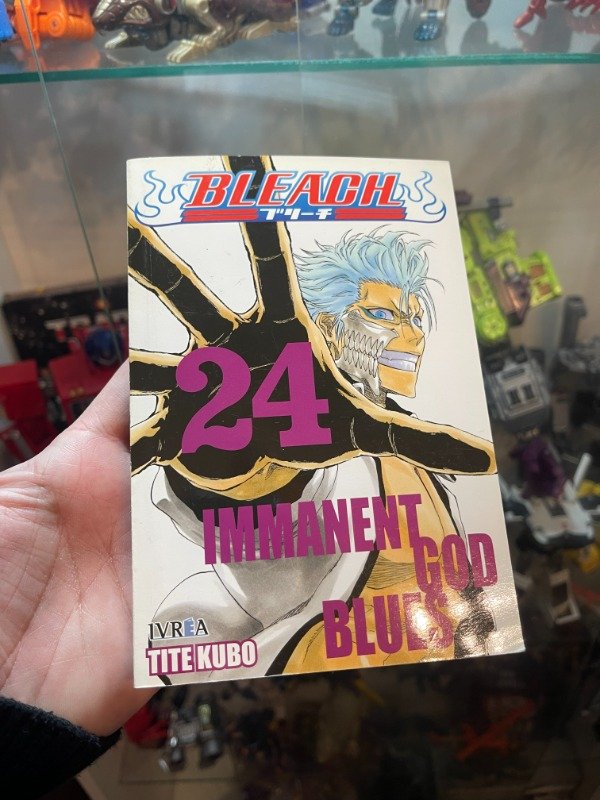 BLEACH
ブリーチ
24
IMMANENT
GOD
BLUES
IVREA
TITE KUBO